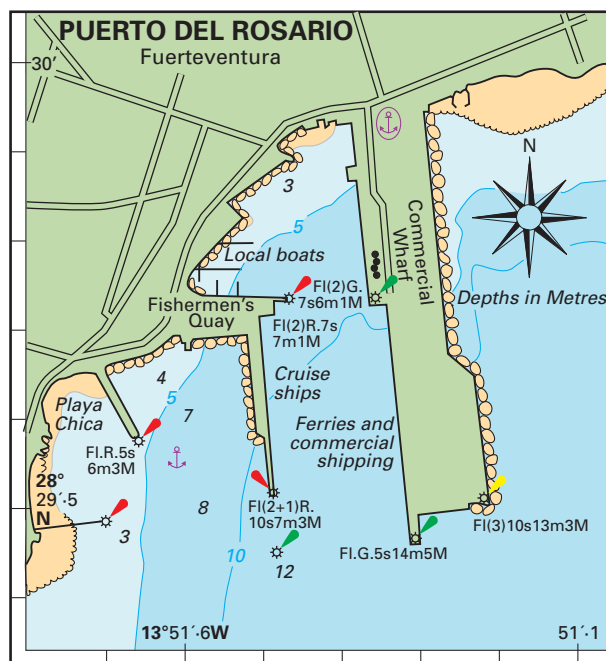 PUERTO DEL ROSARIO
Fuerteventura
30´
N
3
5
Local boats
Commercial
Wharf
Fl(2)G.
7s6m1M
Depths in Metres
Fishermen's
Quay
Fl(2)R.7s
7m1M
4
5
Cruise
ships
Playa
Chica
7
Ferries and
commercial
shipping
Fl.R.5s
6m3M
28°
29´·5
N
8
3
Fl(2+1)R.
10s7m3M
Fl(3)10s13m3M
10
12
Fl.G.5s14m5M
13°51´·6W
51´·1